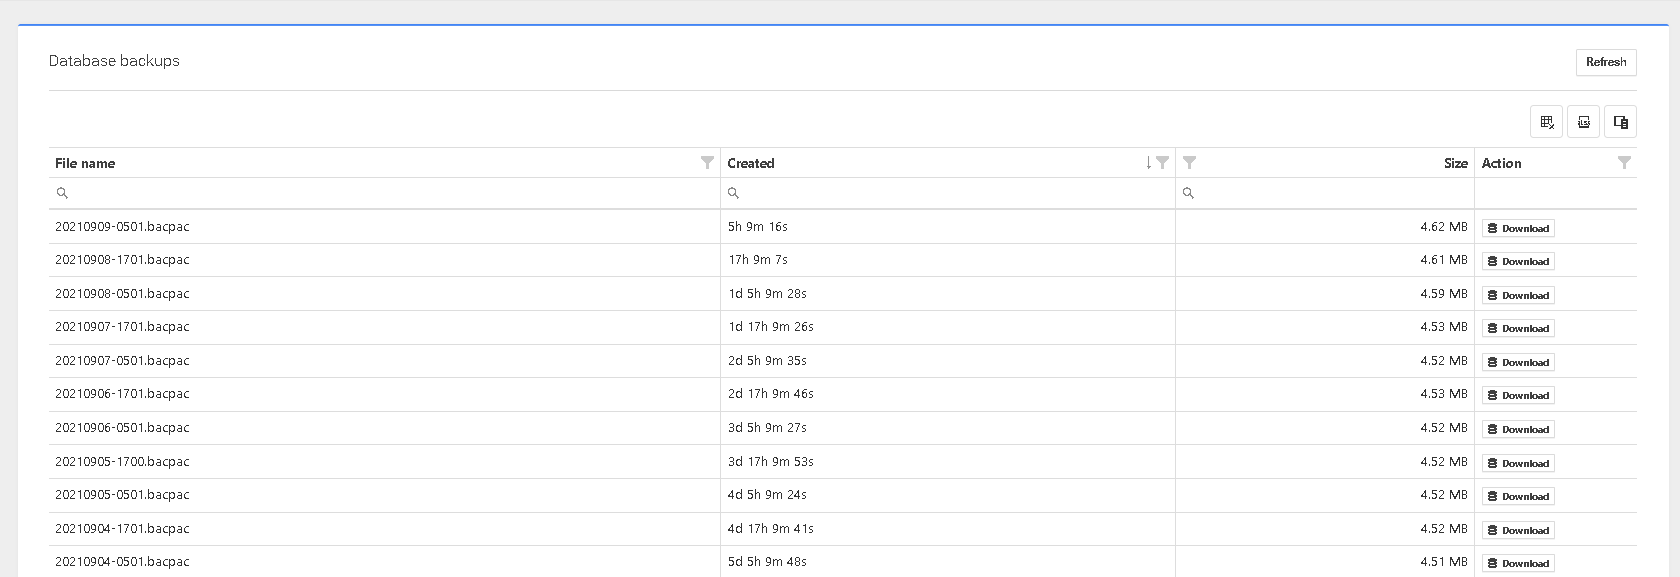 Database backups
Refresh
File name Created Size Action
20210909-0501.bacpac 5h 9m 16s 4.62 MB Download
20210908-1701.bacpac 17h 9m 7s 4.61 MB Download
20210908-0501.bacpac 1d 5h 9m 28s 4.59 MB Download
20210907-1701.bacpac 1d 17h 9m 26s 4.53 MB Download
20210907-0501.bacpac 2d 5h 9m 35s 4.52 MB Download
20210906-1701.bacpac 2d 17h 9m 46s 4.53 MB Download
20210906-0501.bacpac 3d 5h 9m 27s 4.52 MB Download
20210905-1700.bacpac 3d 17h 9m 53s 4.52 MB Download
20210905-0501.bacpac 4d 5h 9m 24s 4.52 MB Download
20210904-1701.bacpac 4d 17h 9m 41s 4.52 MB Download
20210904-0501.bacpac 5d 5h 9m 48s 4.51 MB Download